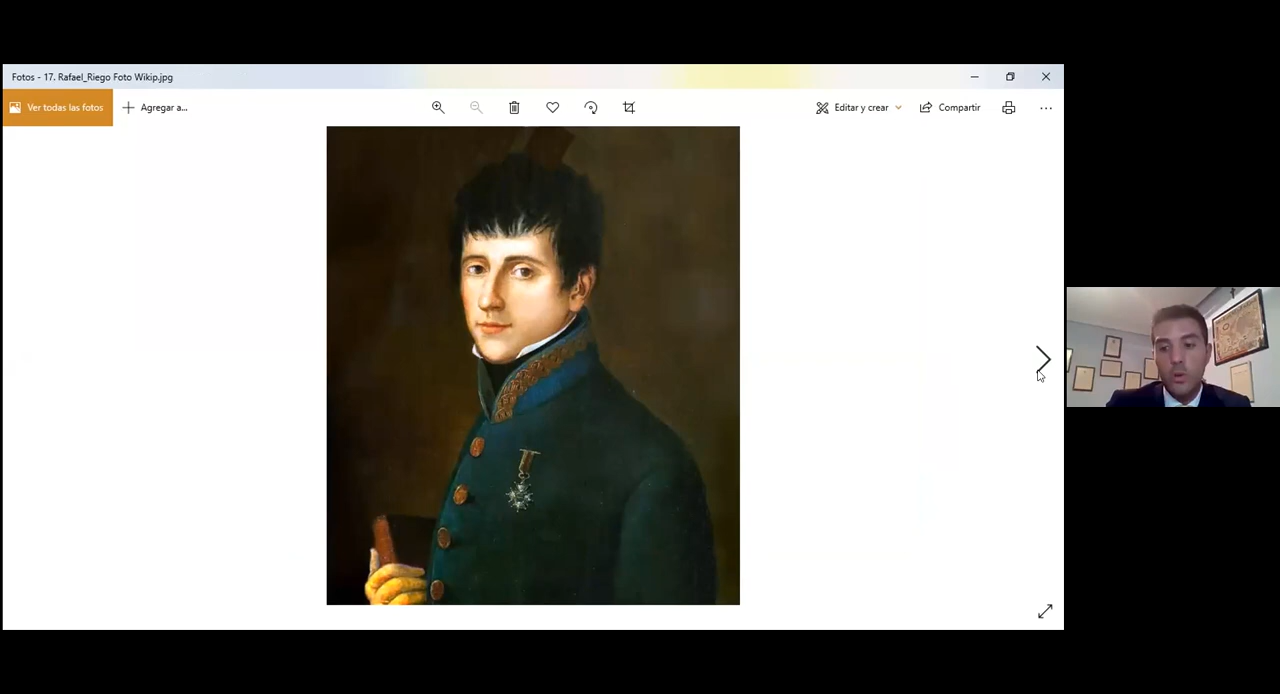 Fotos - 17. Rafael_Riego Foto Wikip.jpg
Ver todas las fotos
Agregar a...
Editar y crear
Compartir